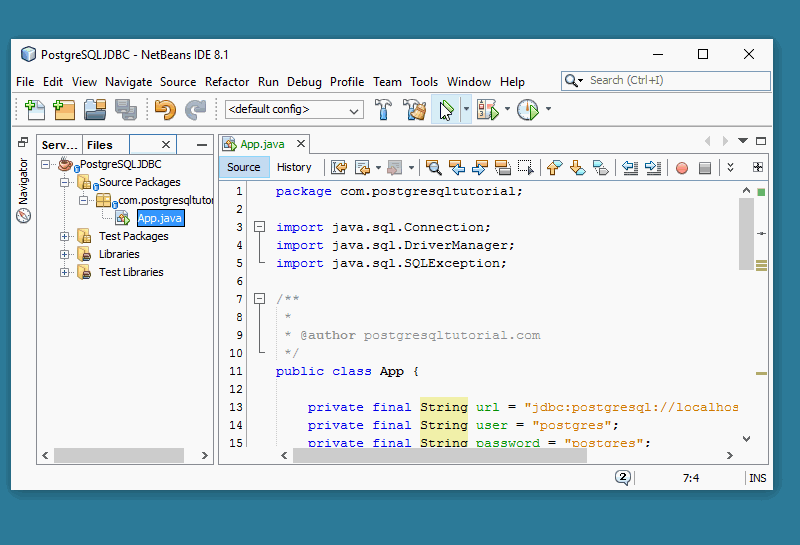 PostgreSQLJDBC - NetBeans IDE 8.1
File Edit View Navigate Source Refactor Run Debug Profile Team Tools Window Help
Search (Ctrl+I)
<default config>
Serv... Files
App.java
Navigator
Source History
PostgreSQLJDBC
Source Packages
com.postgresqltutor
App.java
Test Packages
Libraries
Test Libraries
1 package com.postgresqltutorial;
2
3 import java.sql.Connection;
4 import java.sql.DriverManager;
5 import java.sql.SQLException;
6
7 /**
8 *
9 * @author postgresqltutorial.com
10 */
11 public class App {
12
13 private final String url = "jdbc:postgresql://localhos
14 private final String user = "postgres";
15 private final String password = "postgres";
2
7:4
INS